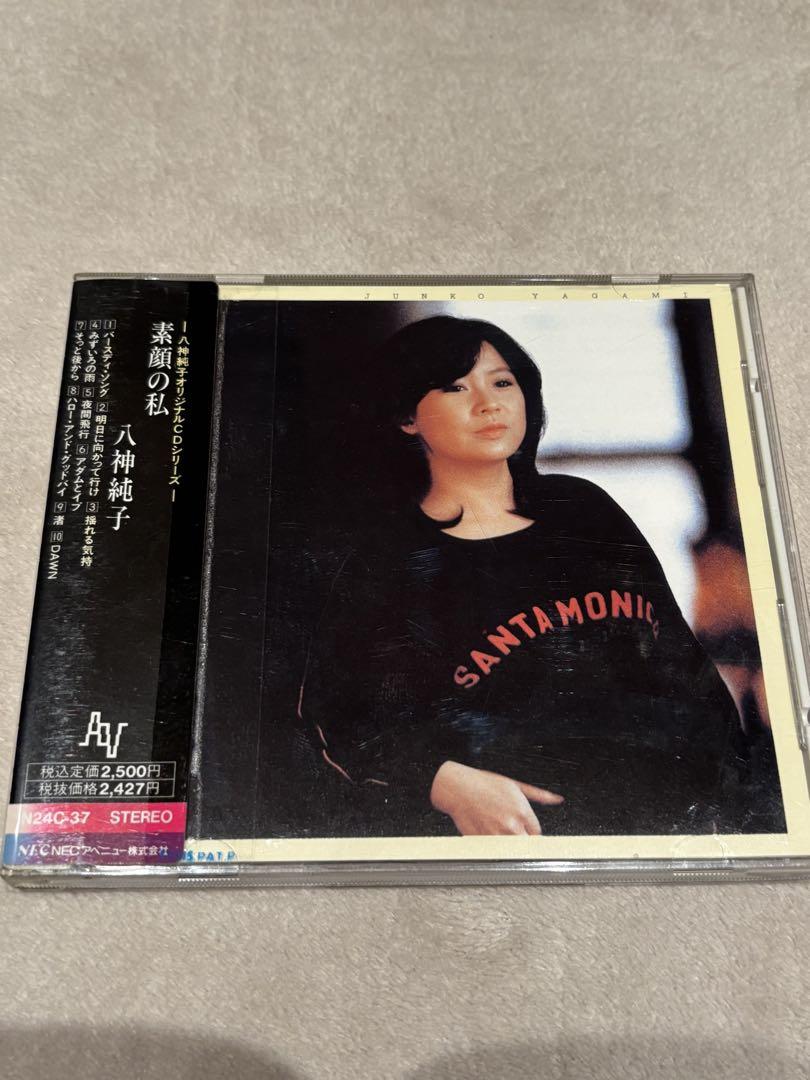 JUNKO YAGAMI
SANTA MONICA
― 八神純子オリジナルCDシリーズ ―
素顔の私
八神純子
1 バースディ・ソング 2 明日に向かって行け 3 揺れる気持
4 みずいろの雨 5 夜間飛行 6 アダムとイブ
7 そっと後から 8 ハロー・アンド・グッドバイ 9 渚 10 DAWN
税込定価2,500円
税抜価格2,427円
N24C-37 STEREO
NEC NECアベニュー株式会社